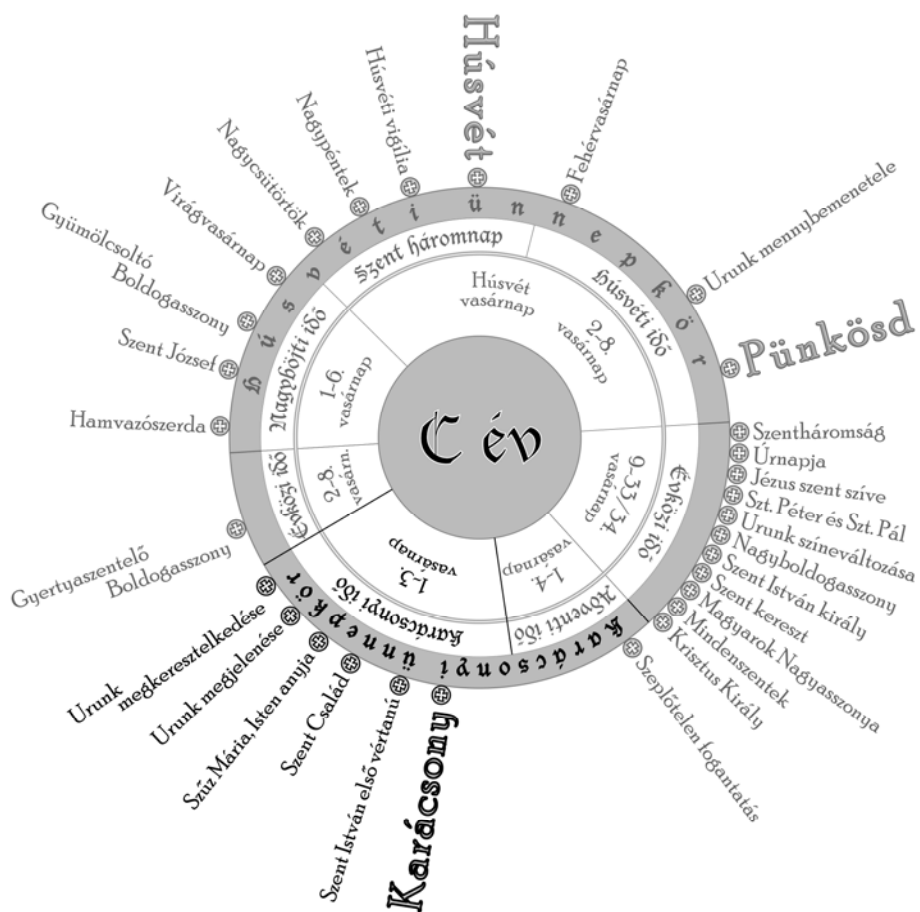 C év
Húsvéti ünnepkör
Karácsonyi ünnepkör
Szent háromnap
Húsvéti idő
Évközi idő
Ádventi idő
Karácsonyi idő
Évközi idő
Nagyböjti idő
Húsvét
vasárnap
2-8.
vasárnap
9-33/34.
vasárnap
1-4.
vasárnap
1-3.
vasárnap
2-8.
vasárn.
1-6.
vasárnap
Húsvét
Fehérvasárnap
Urunk mennybemenetele
Pünkösd
Szentháromság
Úrnapja
Jézus szent szíve
Szt. Péter és Szt. Pál
Urunk színeváltozása
Nagyboldogasszony
Szent István király
Szent kereszt
Magyarok Nagyasszonya
Mindenszentek
Krisztus Király
Szeplőtelen fogantatás
Karácsony
Szent István első vértanú
Szent Család
Szűz Mária, Isten anyja
Urunk megjelenése
Urunk
megkeresztelkedése
Gyertyaszentelő
Boldogasszony
Hamvazószerda
Szent József
Gyümölcsoltó
Boldogasszony
Virágvasárnap
Nagycsütörtök
Nagypéntek
Húsvéti vigília